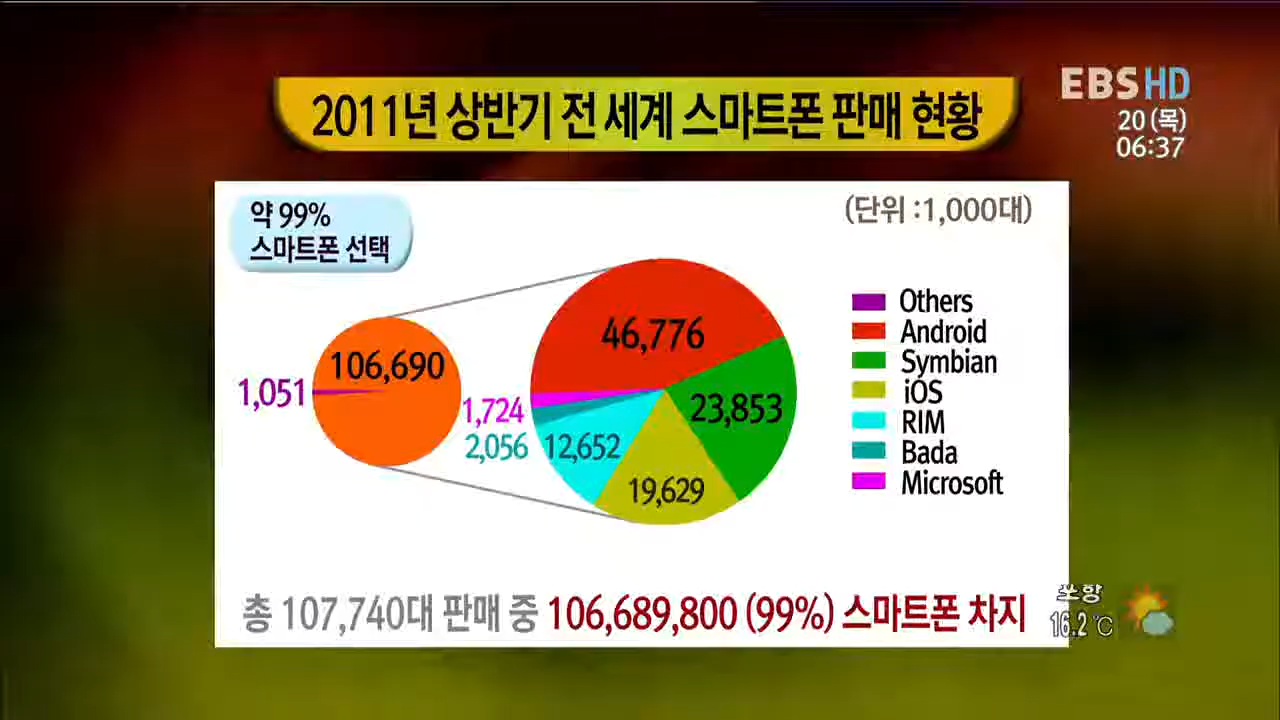 2011년 상반기 전 세계 스마트폰 판매 현황
EBS HD
20 (목)
06:37
약 99%
스마트폰 선택
(단위 :1,000대)
106,690
1,051
46,776
23,853
19,629
12,652
2,056
1,724
Others
Android
Symbian
iOS
RIM
Bada
Microsoft
총 107,740대 판매 중 106,689,800 (99%) 스마트폰 차지
포항
16.2℃